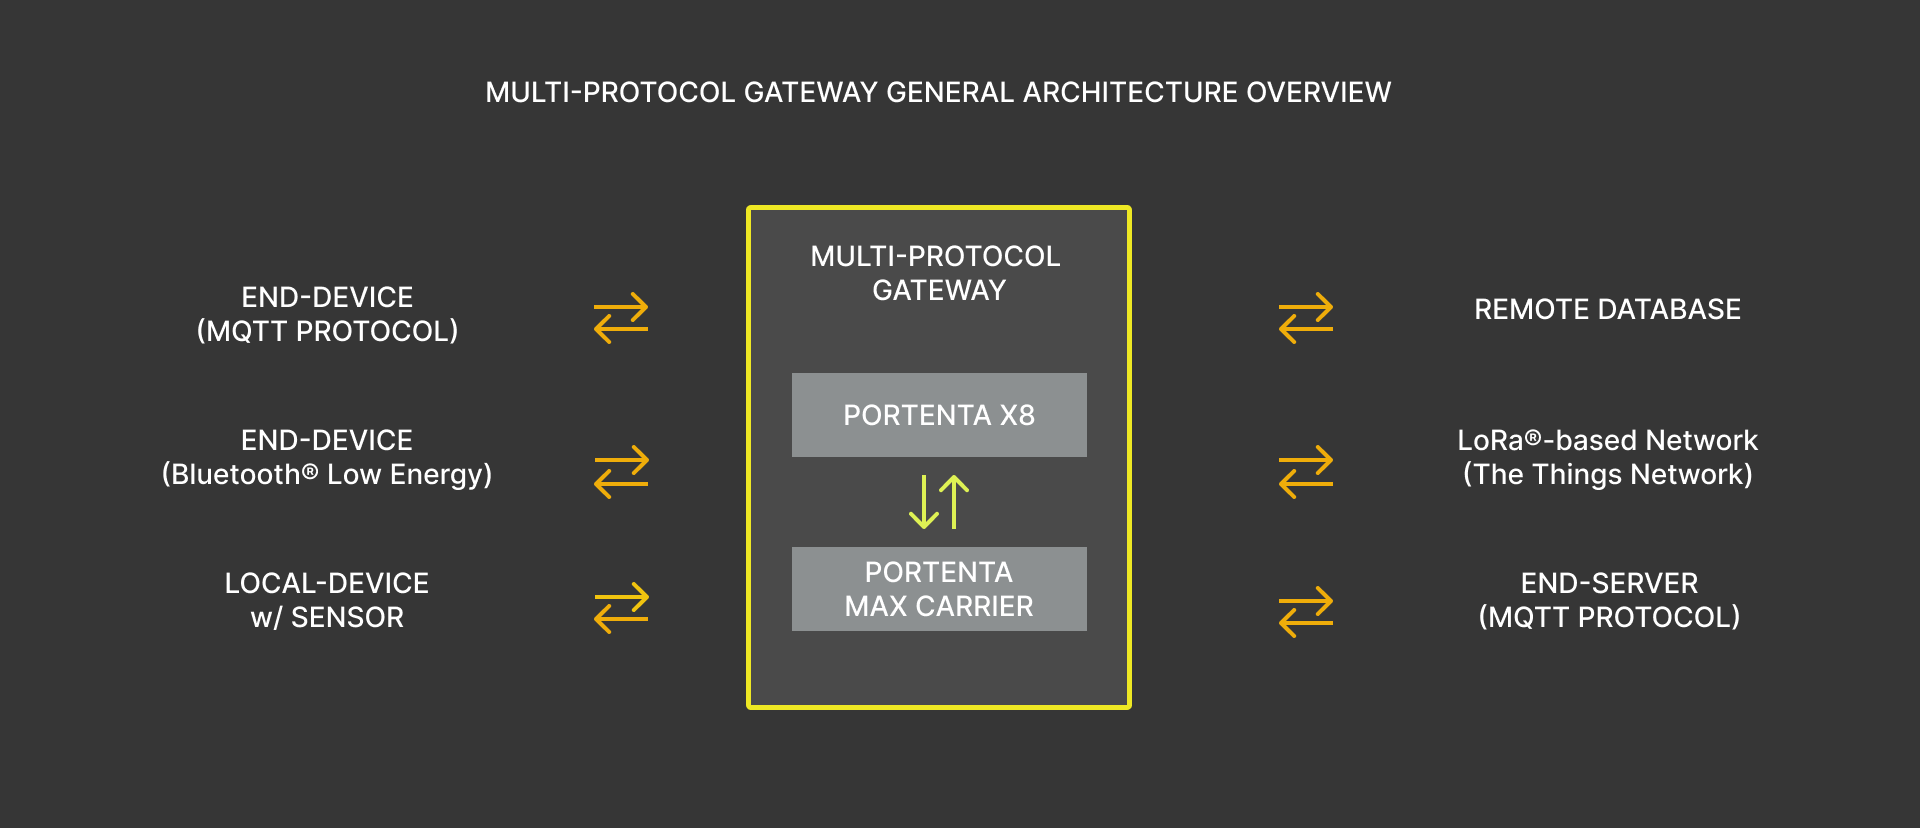 MULTI-PROTOCOL GATEWAY GENERAL ARCHITECTURE OVERVIEW
END-DEVICE
(MQTT PROTOCOL)
END-DEVICE
(Bluetooth® Low Energy)
LOCAL-DEVICE
w/ SENSOR
MULTI-PROTOCOL
GATEWAY
PORTENTA X8
PORTENTA
MAX CARRIER
REMOTE DATABASE
LoRa®-based Network
(The Things Network)
END-SERVER
(MQTT PROTOCOL)